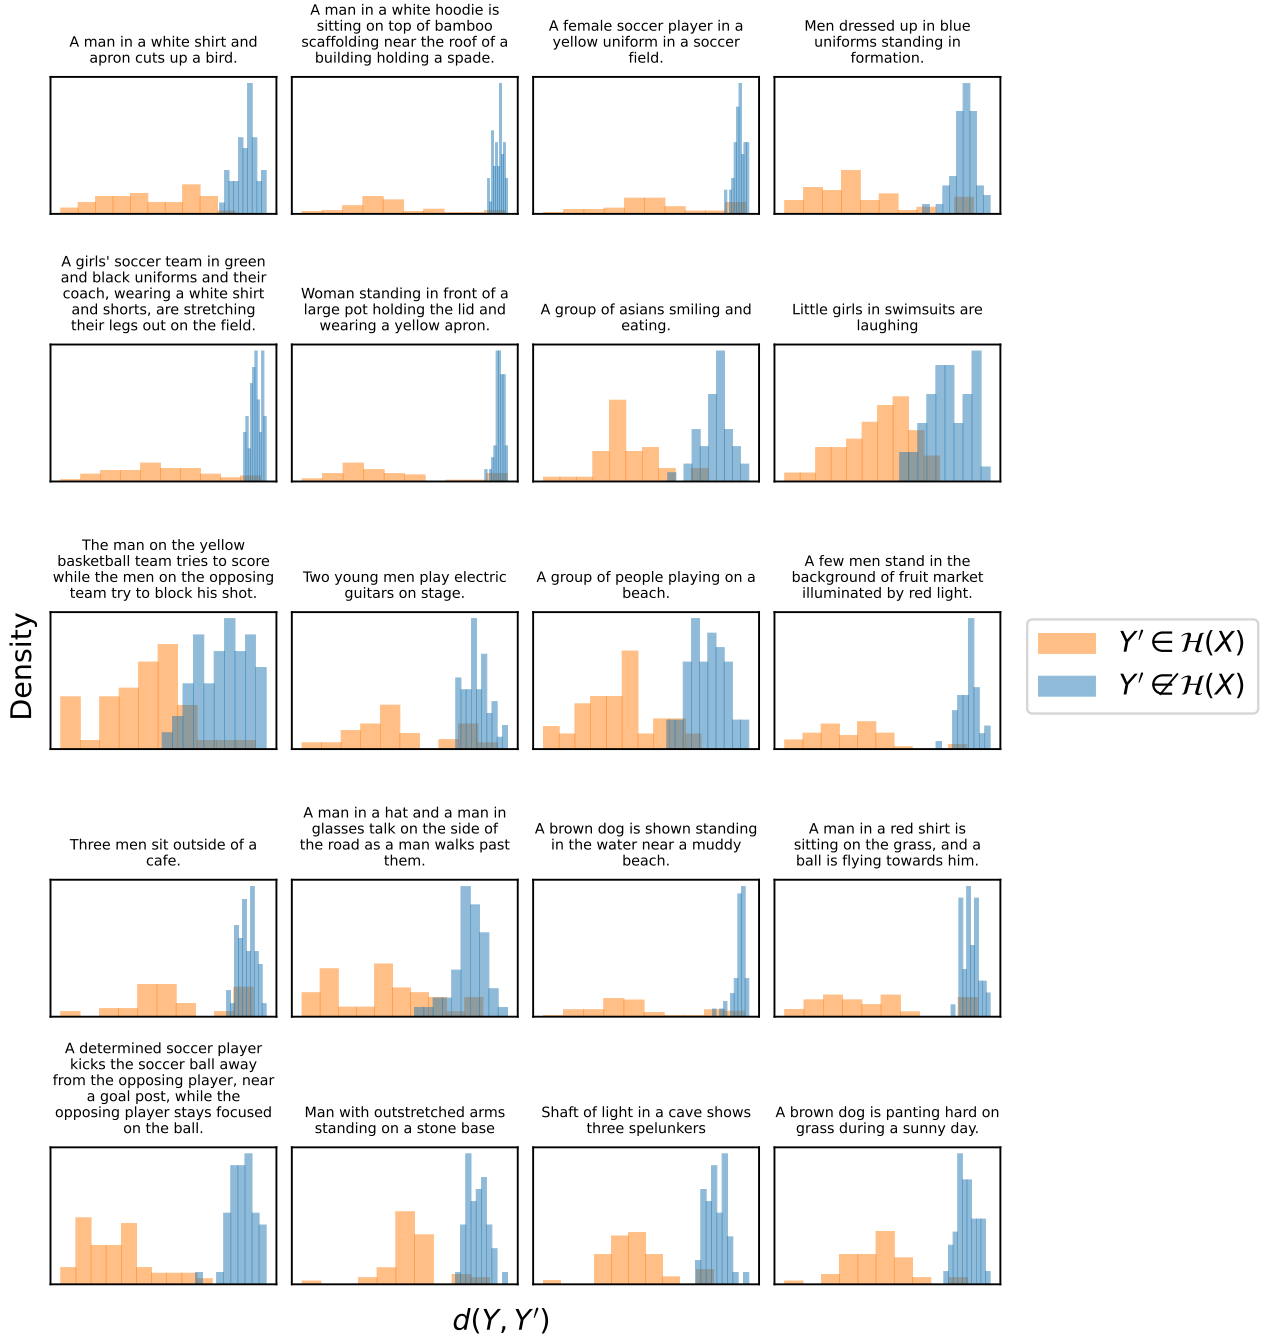 A man in a white shirt and
apron cuts up a bird.
A man in a white hoodie is
sitting on top of bamboo
scaffolding near the roof of a
building holding a spade.
A female soccer player in a
yellow uniform in a soccer
field.
Men dressed up in blue
uniforms standing in
formation.
A girls' soccer team in green
and black uniforms and their
coach, wearing a white shirt
and shorts, are stretching
their legs out on the field.
Woman standing in front of a
large pot holding the lid and
wearing a yellow apron.
A group of asians smiling and
eating.
Little girls in swimsuits are
laughing
The man on the yellow
basketball team tries to score
while the men on the opposing
team try to block his shot.
Two young men play electric
guitars on stage.
A group of people playing on a
beach.
A few men stand in the
background of fruit market
illuminated by red light.
Density
Y′ ∈ ℋ(X)
Y′ ∉ ℋ(X)
Three men sit outside of a
cafe.
A man in a hat and a man in
glasses talk on the side of
the road as a man walks past
them.
A brown dog is shown standing
in the water near a muddy
beach.
A man in a red shirt is
sitting on the grass, and a
ball is flying towards him.
A determined soccer player
kicks the soccer ball away
from the opposing player, near
a goal post, while the
opposing player stays focused
on the ball.
Man with outstretched arms
standing on a stone base
Shaft of light in a cave shows
three spelunkers
A brown dog is panting hard on
grass during a sunny day.
d(Y, Y′)